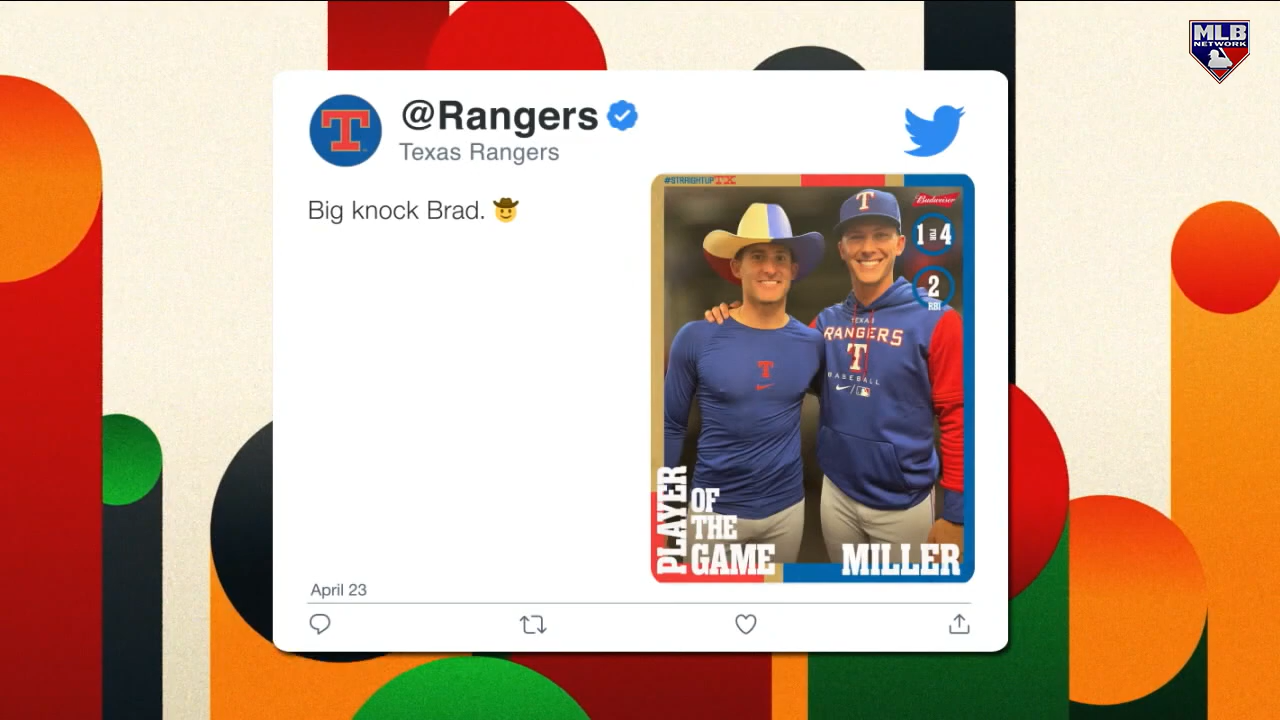 MLB
NETWORK
@Rangers
Texas Rangers
Big knock Brad. 🤠
#STRAIGHTUPTX
Budweiser
T
1 FOR 4
2
RBI
TEXAS
RANGERS
T
BASEBALL
T
PLAYER
OF
THE
GAME
MILLER
April 23